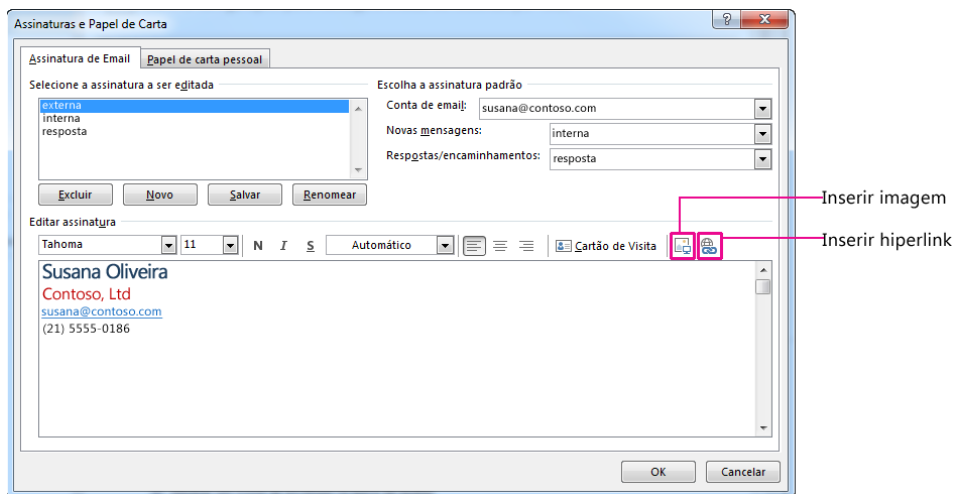 Assinaturas e Papel de Carta
Assinatura de Email Papel de carta pessoal
Selecione a assinatura a ser editada
externa
interna
resposta
Excluir Novo Salvar Renomear
Escolha a assinatura padrão
Conta de email: susana@contoso.com
Novas mensagens: interna
Respostas/encaminhamentos: resposta
Editar assinatura
Tahoma 11 N I S Automático Cartão de Visita
Susana Oliveira
Contoso, Ltd
susana@contoso.com
(21) 5555-0186
OK Cancelar
Inserir imagem
Inserir hiperlink